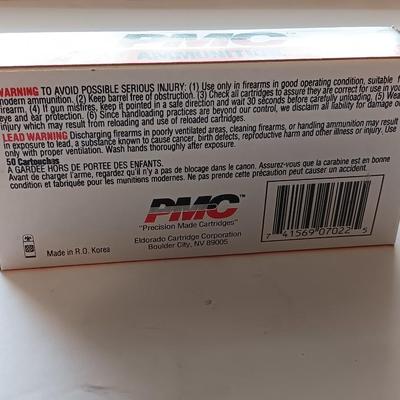 PMC
AMMUNITION
WARNING TO AVOID POSSIBLE SERIOUS INJURY: (1) Use only in firearms in good operating condition, suitable f
modern ammunition. (2) Keep barrel free of obstruction. (3) Check all cartridges to assure they are correct for use in your
firearm. (4) If gun misfires, keep it pointed in a safe direction and wait 30 seconds before carefully unloading. (5) Wea
eye and ear protection. (6) Since handloading practices are beyond our control, we disclaim all liability for damage o
injury which may result from reloading and use of reloaded cartridges.
LEAD WARNING Discharging firearms in poorly ventilated areas, cleaning firearms, or handling ammunition may result
in exposure to lead, a substance known to cause cancer, birth defects, reproductive harm and other illness or injury. Use
only with proper ventilation. Wash hands thoroughly after exposure.
50 Cartouches
A GARDEE HORS DE PORTEE DES ENFANTS.
Avant de charger l'arme, regardez qu'il n'y a pas de blocage dans le canon. Assurez-vous que la carabine est en bonne
condition et fabriquée pour les munitions modernes. Ne pas prendre cette précaution peut causer un accident.
PMC™
"Precision Made Cartridges"
Eldorado Cartridge Corporation
Boulder City, NV 89005
Made in R.O. Korea
7 41569 07022 5